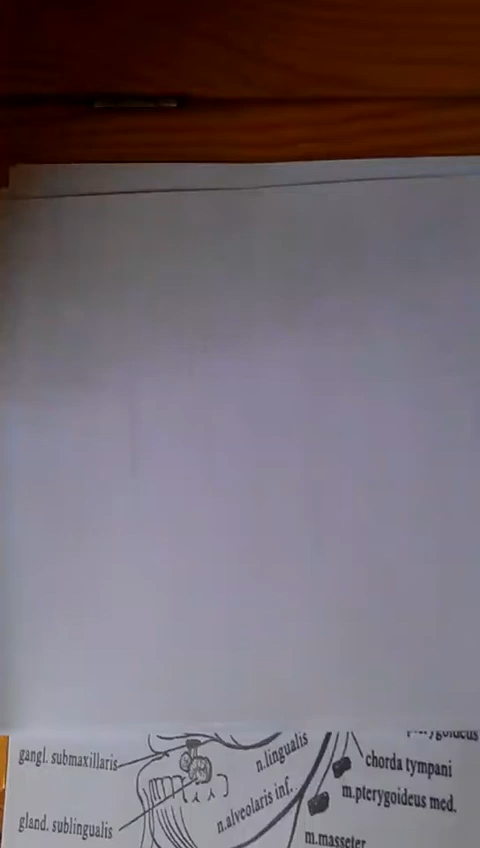 gangl. submaxillaris
n.lingualis
chorda tympani
m.pterygoideus med.
n.alveolaris inf.
gland. sublingualis
m.masseter